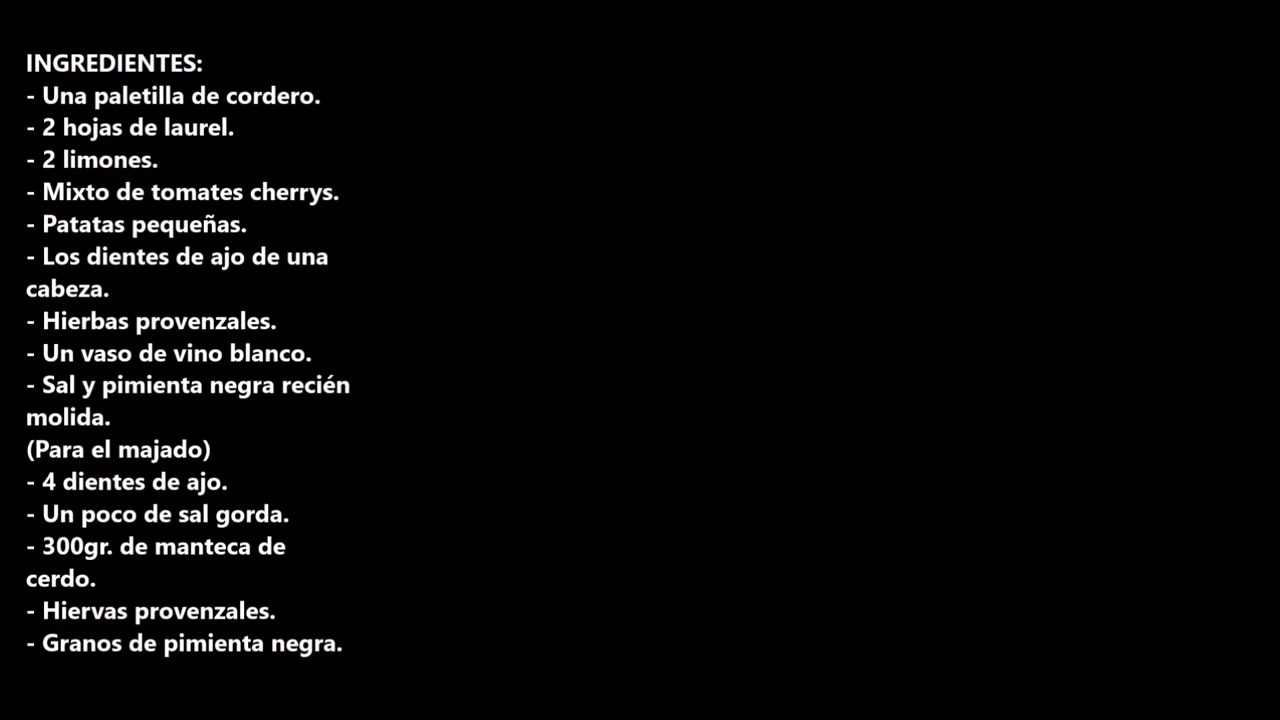 INGREDIENTES:
- Una paletilla de cordero.
- 2 hojas de laurel.
- 2 limones.
- Mixto de tomates cherrys.
- Patatas pequeñas.
- Los dientes de ajo de una
cabeza.
- Hierbas provenzales.
- Un vaso de vino blanco.
- Sal y pimienta negra recién
molida.
(Para el majado)
- 4 dientes de ajo.
- Un poco de sal gorda.
- 300gr. de manteca de
cerdo.
- Hiervas provenzales.
- Granos de pimienta negra.